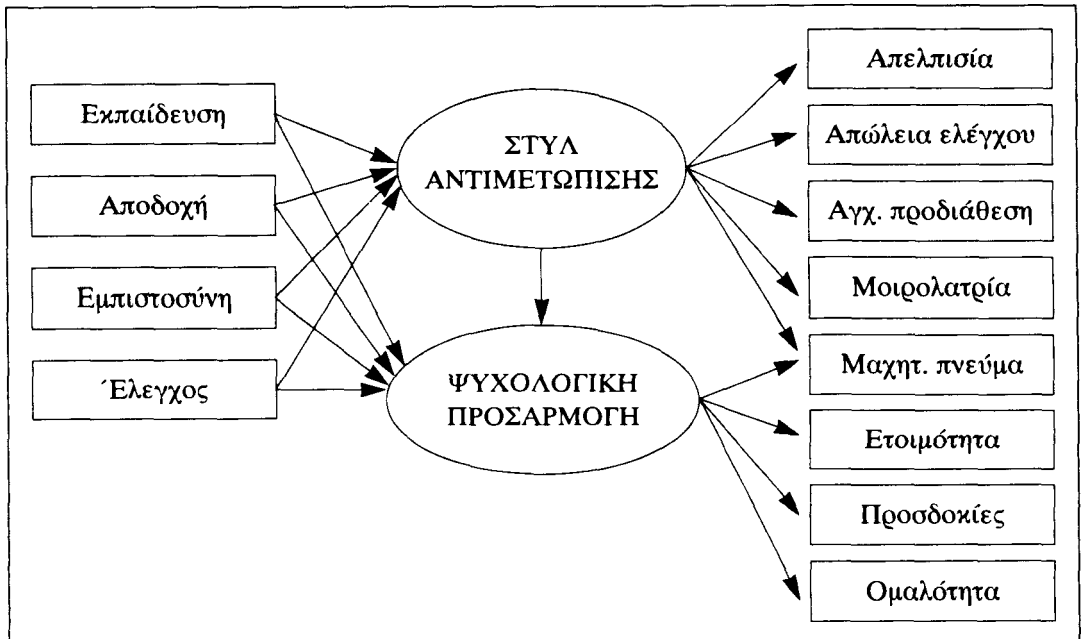 Εκπαίδευση
Αποδοχή
Εμπιστοσύνη
Έλεγχος
ΣΤΥΛ
ΑΝΤΙΜΕΤΩΠΙΣΗΣ
ΨΥΧΟΛΟΓΙΚΗ
ΠΡΟΣΑΡΜΟΓΗ
Απελπισία
Απώλεια ελέγχου
Αγχ. προδιάθεση
Μοιρολατρία
Μαχητ. πνεύμα
Ετοιμότητα
Προσδοκίες
Ομαλότητα